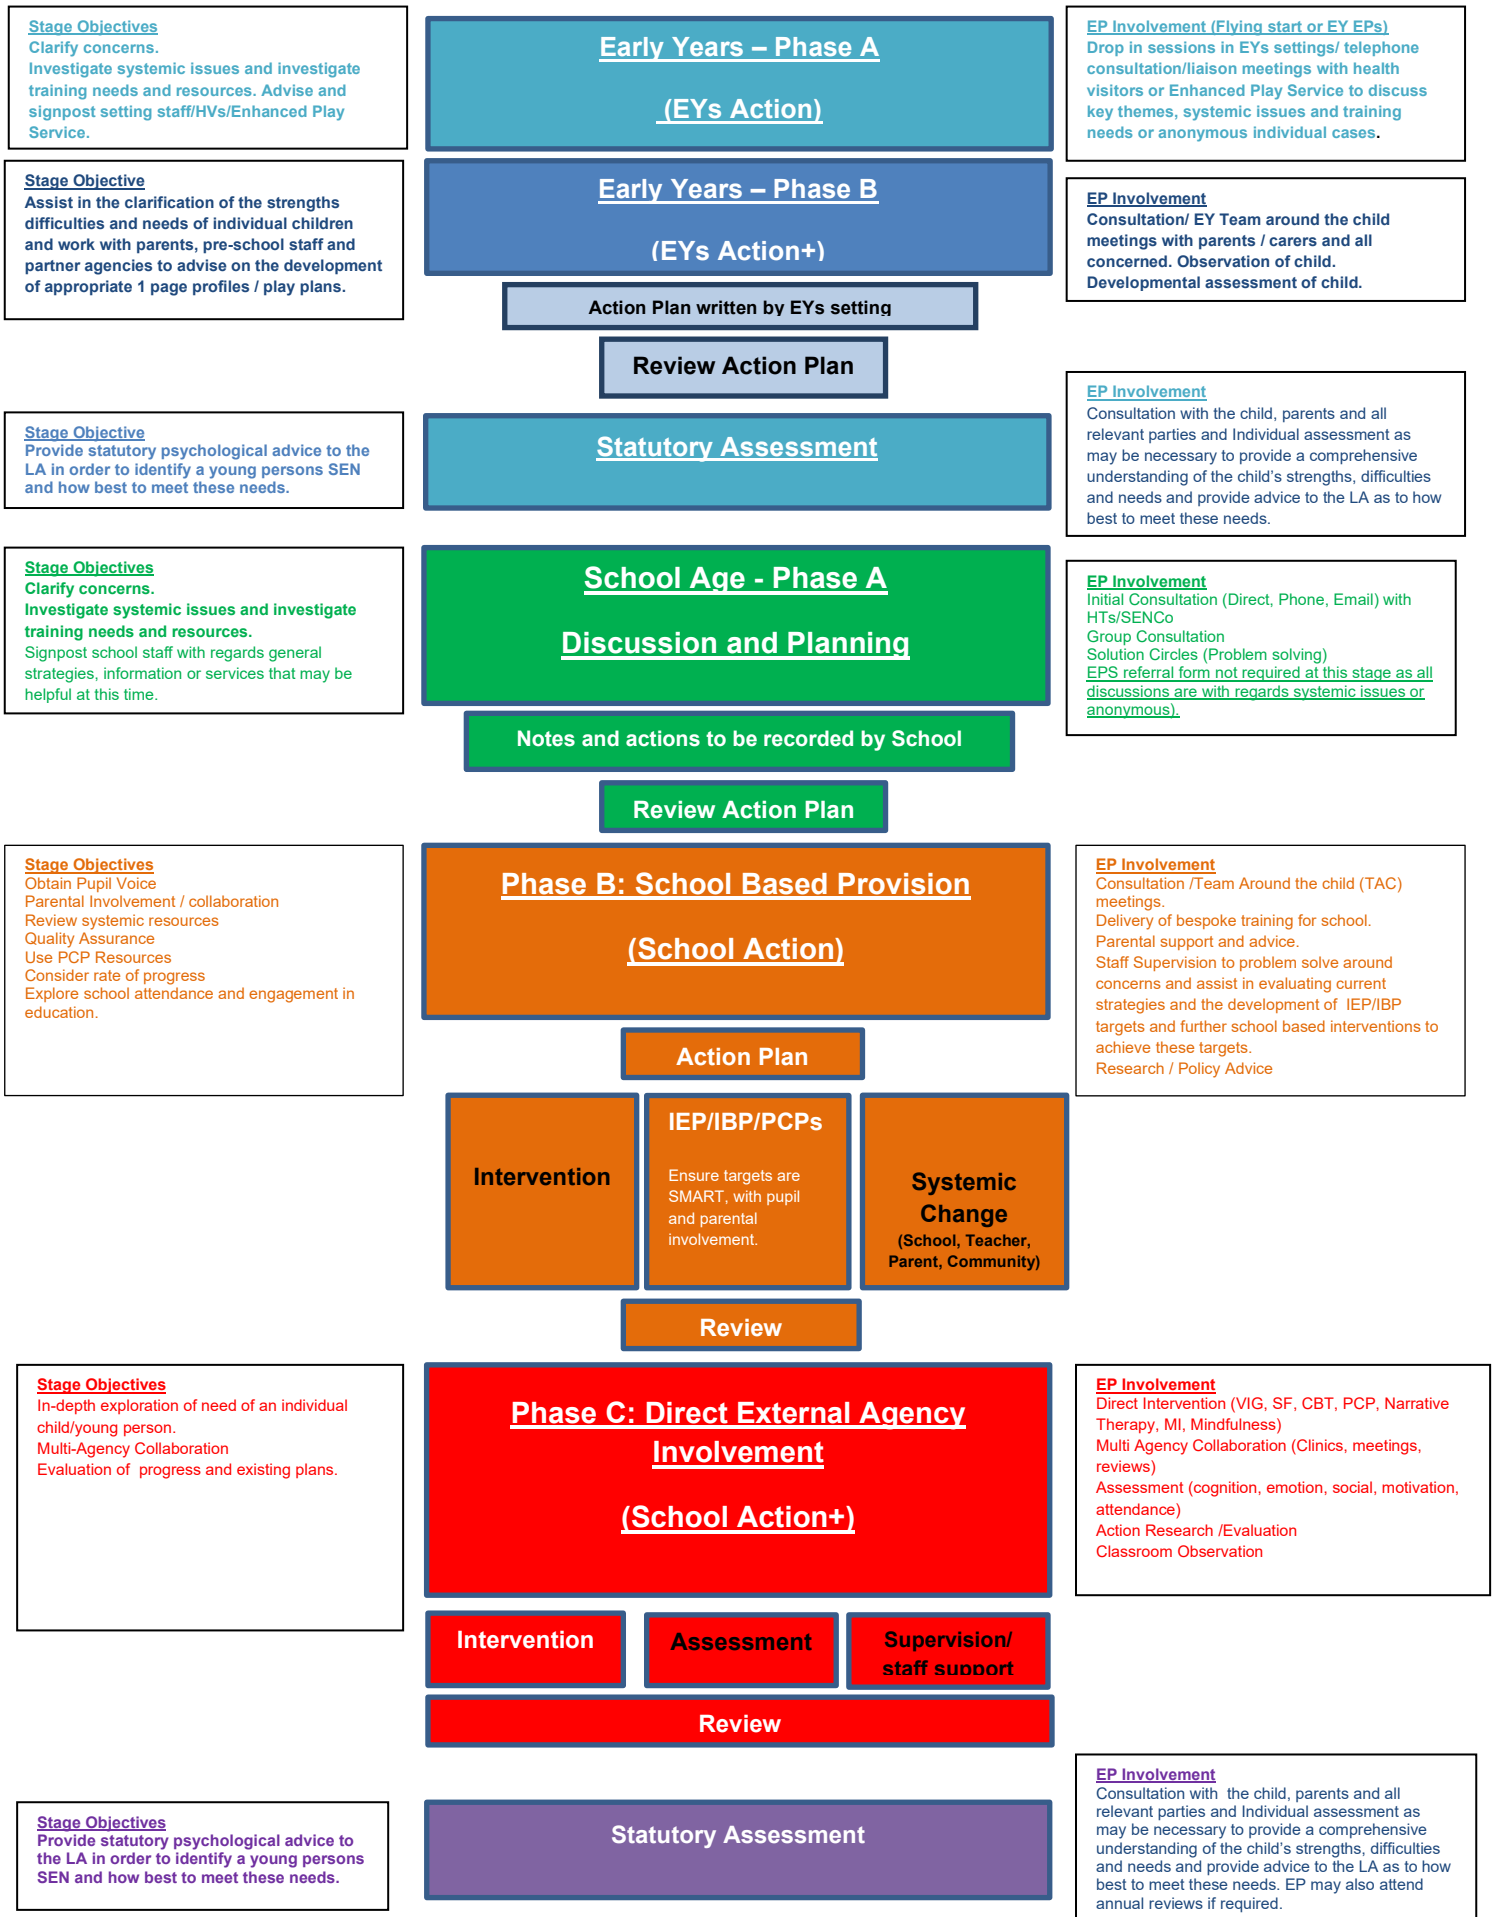 Stage Objectives
Clarify concerns.
Investigate systemic issues and investigate
training needs and resources. Advise and
signpost setting staff/HVs/Enhanced Play
Service.
Early Years – Phase A
(EYs Action)
EP Involvement (Flying start or EY EPs)
Drop in sessions in EYs settings/ telephone
consultation/liaison meetings with health
visitors or Enhanced Play Service to discuss
key themes, systemic issues and training
needs or anonymous individual cases.
Stage Objective
Assist in the clarification of the strengths
difficulties and needs of individual children
and work with parents, pre-school staff and
partner agencies to advise on the development
of appropriate 1 page profiles / play plans.
Early Years – Phase B
(EYs Action+)
EP Involvement
Consultation/ EY Team around the child
meetings with parents / carers and all
concerned. Observation of child.
Developmental assessment of child.
Action Plan written by EYs setting
Review Action Plan
Stage Objective
Provide statutory psychological advice to the
LA in order to identify a young persons SEN
and how best to meet these needs.
Statutory Assessment
EP Involvement
Consultation with the child, parents and all
relevant parties and Individual assessment as
may be necessary to provide a comprehensive
understanding of the child's strengths, difficulties
and needs and provide advice to the LA as to how
best to meet these needs.
Stage Objectives
Clarify concerns.
Investigate systemic issues and investigate
training needs and resources.
Signpost school staff with regards general
strategies, information or services that may be
helpful at this time.
School Age - Phase A
Discussion and Planning
EP Involvement
Initial Consultation (Direct, Phone, Email) with
HTs/SENCo
Group Consultation
Solution Circles (Problem solving)
EPS referral form not required at this stage as all
discussions are with regards systemic issues or
anonymous).
Notes and actions to be recorded by School
Review Action Plan
Stage Objectives
Obtain Pupil Voice
Parental Involvement / collaboration
Review systemic resources
Quality Assurance
Use PCP Resources
Consider rate of progress
Explore school attendance and engagement in
education.
Phase B: School Based Provision
(School Action)
EP Involvement
Consultation /Team Around the child (TAC)
meetings.
Delivery of bespoke training for school.
Parental support and advice.
Staff Supervision to problem solve around
concerns and assist in evaluating current
strategies and the development of IEP/IBP
targets and further school based interventions to
achieve these targets.
Research / Policy Advice
Action Plan
Intervention
IEP/IBP/PCPs
Ensure targets are
SMART, with pupil
and parental
involvement.
Systemic
Change
(School, Teacher,
Parent, Community)
Review
Stage Objectives
In-depth exploration of need of an individual
child/young person.
Multi-Agency Collaboration
Evaluation of progress and existing plans.
Phase C: Direct External Agency
Involvement
(School Action+)
EP Involvement
Direct Intervention (VIG, SF, CBT, PCP, Narrative
Therapy, MI, Mindfulness)
Multi Agency Collaboration (Clinics, meetings,
reviews)
Assessment (cognition, emotion, social, motivation,
attendance)
Action Research /Evaluation
Classroom Observation
Intervention
Assessment
Supervision/
staff support
Review
Stage Objectives
Provide statutory psychological advice to
the LA in order to identify a young persons
SEN and how best to meet these needs.
Statutory Assessment
EP Involvement
Consultation with the child, parents and all
relevant parties and Individual assessment as
may be necessary to provide a comprehensive
understanding of the child's strengths, difficulties
and needs and provide advice to the LA as to how
best to meet these needs. EP may also attend
annual reviews if required.